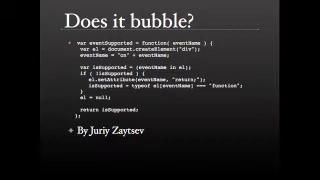 Does it bubble?
var eventSupported = function( eventName ) {
var el = document.createElement("div");
eventName = "on" + eventName;
var isSupported = (eventName in el);
if ( !isSupported ) {
el.setAttribute(eventName, "return;");
isSupported = typeof el[eventName] === "function";
}
el = null;
return isSupported;
};
By Juriy Zaytsev